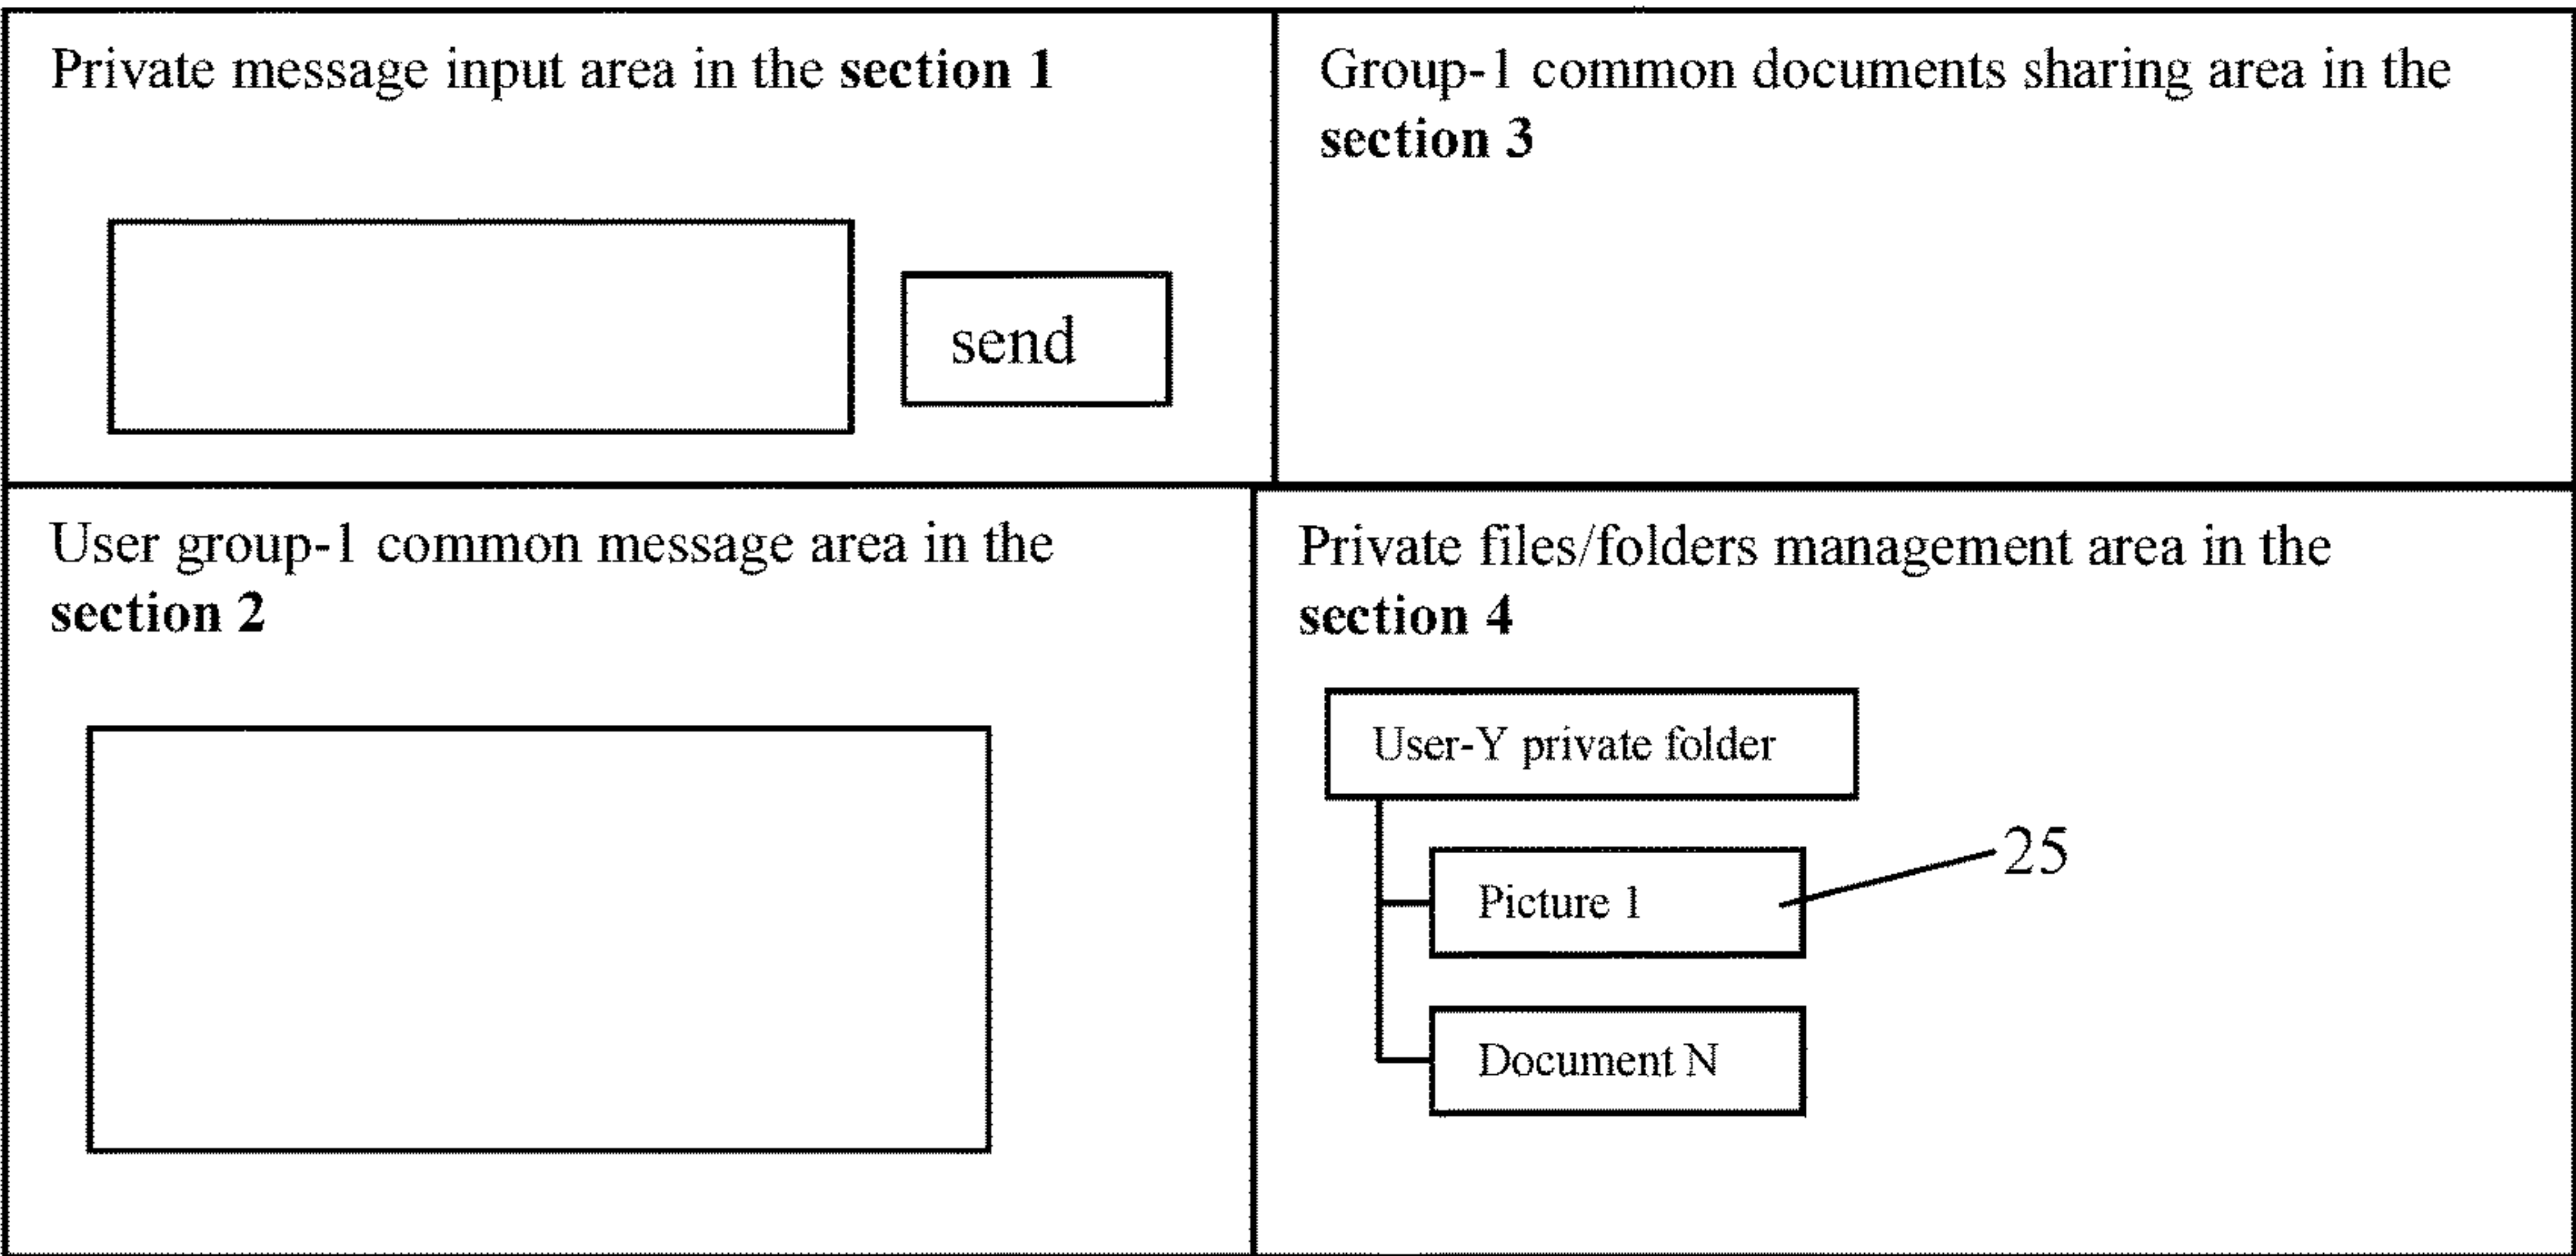 Private message input area in the section 1
send
Group-1 common documents sharing area in the
section 3
User group-1 common message area in the
section 2
Private files/folders management area in the
section 4
User-Y private folder
Picture 1
25
Document N